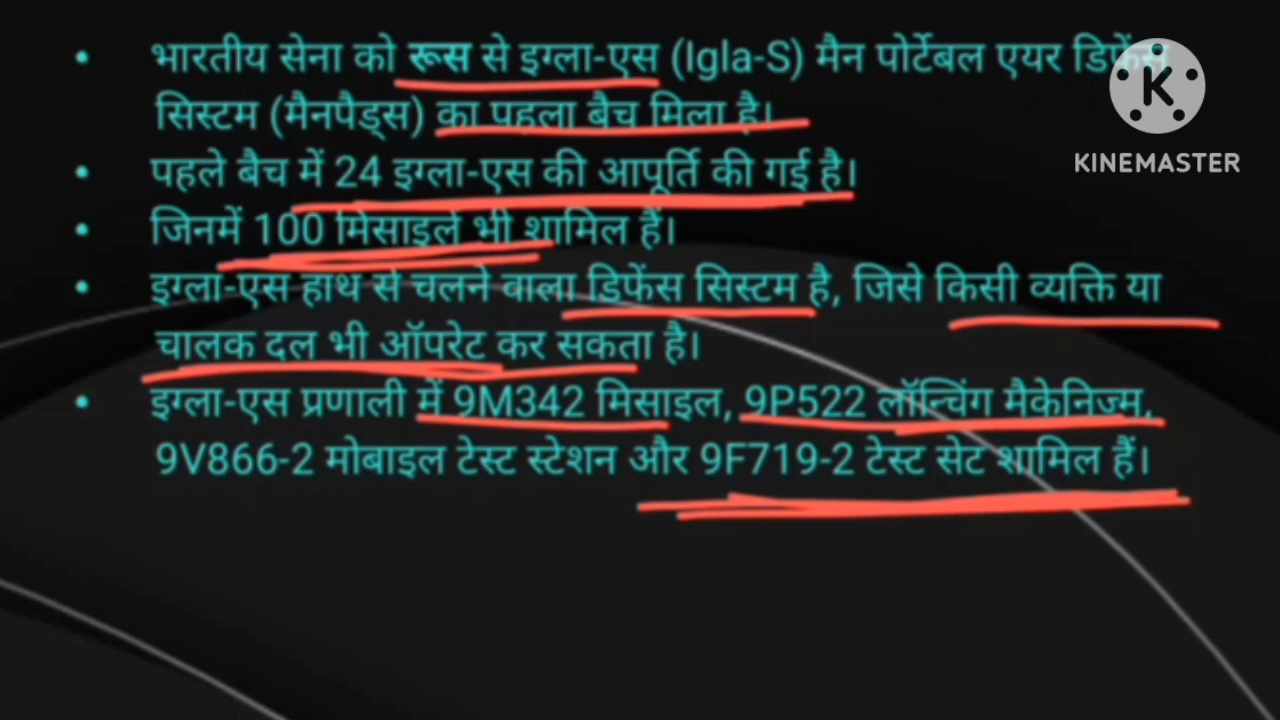 • भारतीय सेना को रूस से इग्ला-एस (Igla-S) मैन पोर्टेबल एयर डिफेंस
सिस्टम (मैनपैड्स) का पहला बैच मिला है।
• पहले बैच में 24 इग्ला-एस की आपूर्ति की गई है।
• जिनमें 100 मिसाइलें भी शामिल हैं।
• इग्ला-एस हाथ से चलने वाला डिफेंस सिस्टम है, जिसे किसी व्यक्ति या
चालक दल भी ऑपरेट कर सकता है।
• इग्ला-एस प्रणाली में 9M342 मिसाइल, 9P522 लॉन्चिंग मैकेनिज्म,
9V866-2 मोबाइल टेस्ट स्टेशन और 9F719-2 टेस्ट सेट शामिल हैं।
K
KINEMASTER